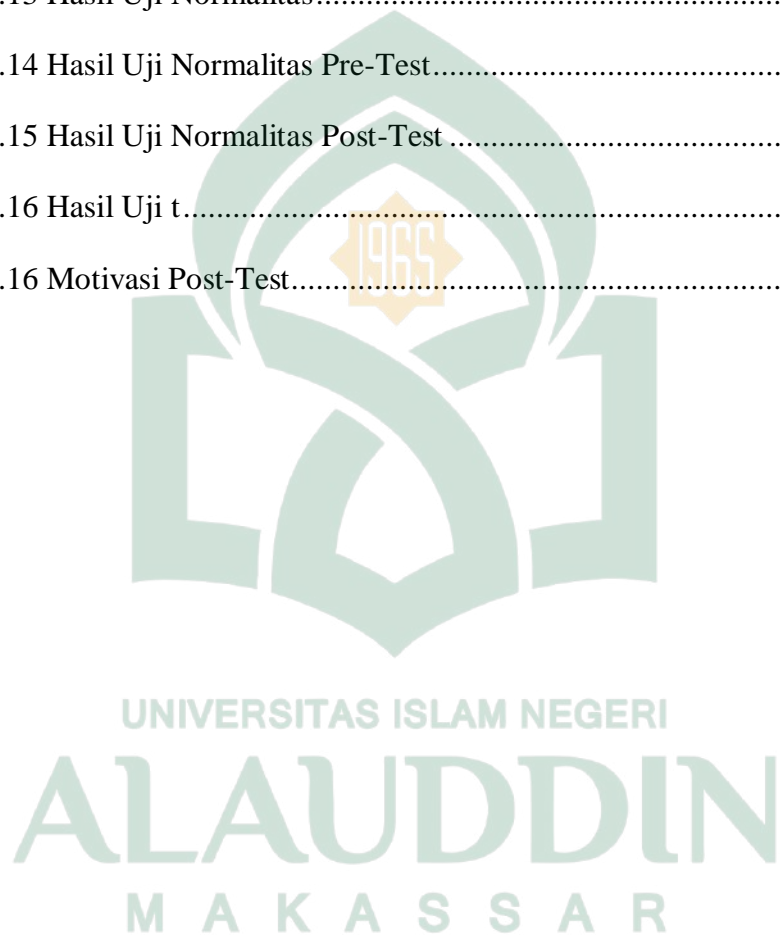 .13 Hasil Uji Normalitas
.14 Hasil Uji Normalitas Pre-Test
.15 Hasil Uji Normalitas Post-Test
.16 Hasil Uji t
.16 Motivasi Post-Test
1965
UNIVERSITAS ISLAM NEGERI
ALAUDDIN
MAKASSAR